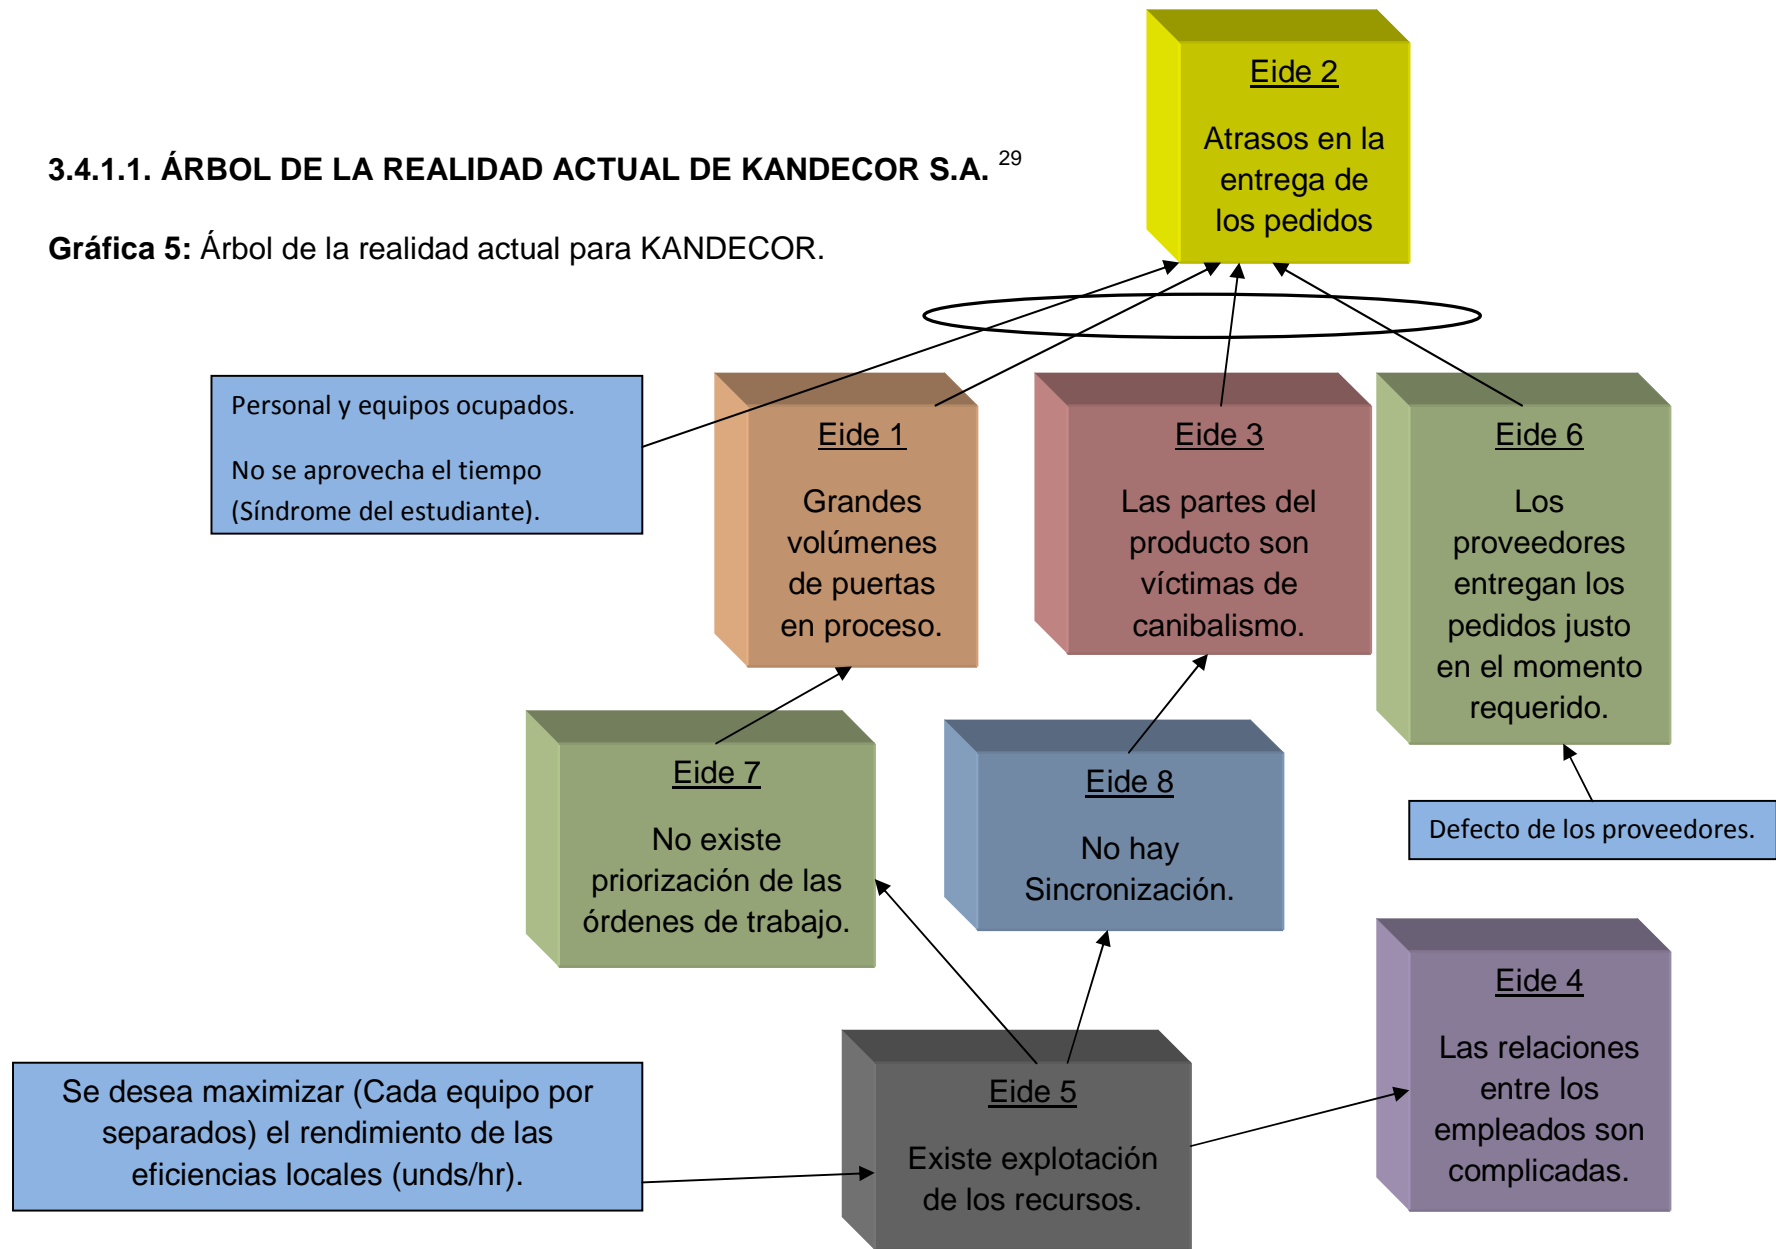 Eide 2
Atrasos en la
entrega de
los pedidos
3.4.1.1. ÁRBOL DE LA REALIDAD ACTUAL DE KANDECOR S.A. 29
Gráfica 5: Árbol de la realidad actual para KANDECOR.
Personal y equipos ocupados.
No se aprovecha el tiempo
(Síndrome del estudiante).
Eide 1
Grandes
volúmenes
de puertas
en proceso.
Eide 3
Las partes del
producto son
víctimas de
canibalismo.
Eide 6
Los
proveedores
entregan los
pedidos justo
en el momento
requerido.
Eide 7
No existe
priorización de las
órdenes de trabajo.
Eide 8
No hay
Sincronización.
Defecto de los proveedores.
Eide 4
Las relaciones
entre los
empleados son
complicadas.
Se desea maximizar (Cada equipo por
separados) el rendimiento de las
eficiencias locales (unds/hr).
Eide 5
Existe explotación
de los recursos.